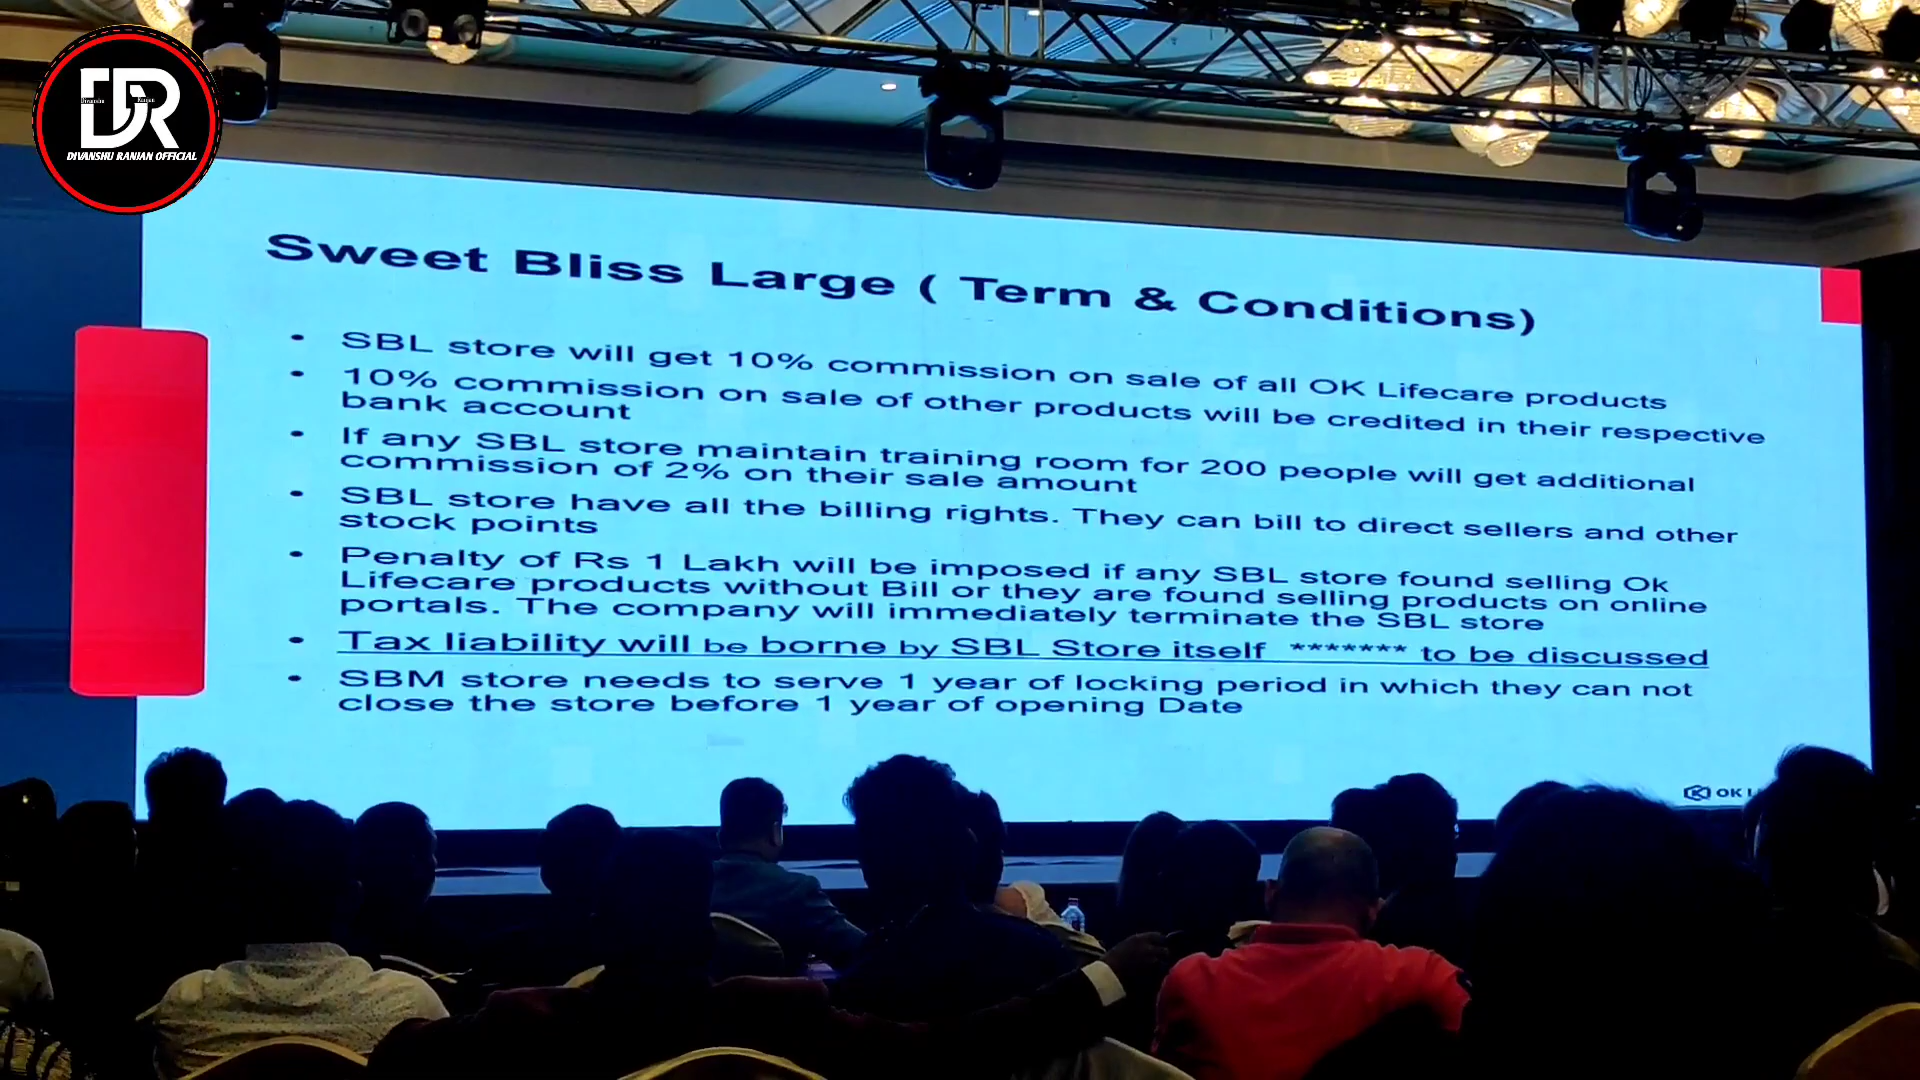 DR
Divanshu Ranjan
DIVANSHU RANJAN OFFICIAL
Sweet Bliss Large ( Term & Conditions)
• SBL store will get 10% commission on sale of all OK Lifecare products
• 10% commission on sale of other products will be credited in their respective
bank account
• If any SBL store maintain training room for 200 people will get additional
commission of 2% on their sale amount
• SBL store have all the billing rights. They can bill to direct sellers and other
stock points
• Penalty of Rs 1 Lakh will be imposed if any SBL store found selling Ok
Lifecare products without Bill or they are found selling products on online
portals. The company will immediately terminate the SBL store
• Tax liability will be borne by SBL Store itself ******* to be discussed
• SBM store needs to serve 1 year of locking period in which they can not
close the store before 1 year of opening Date
OK